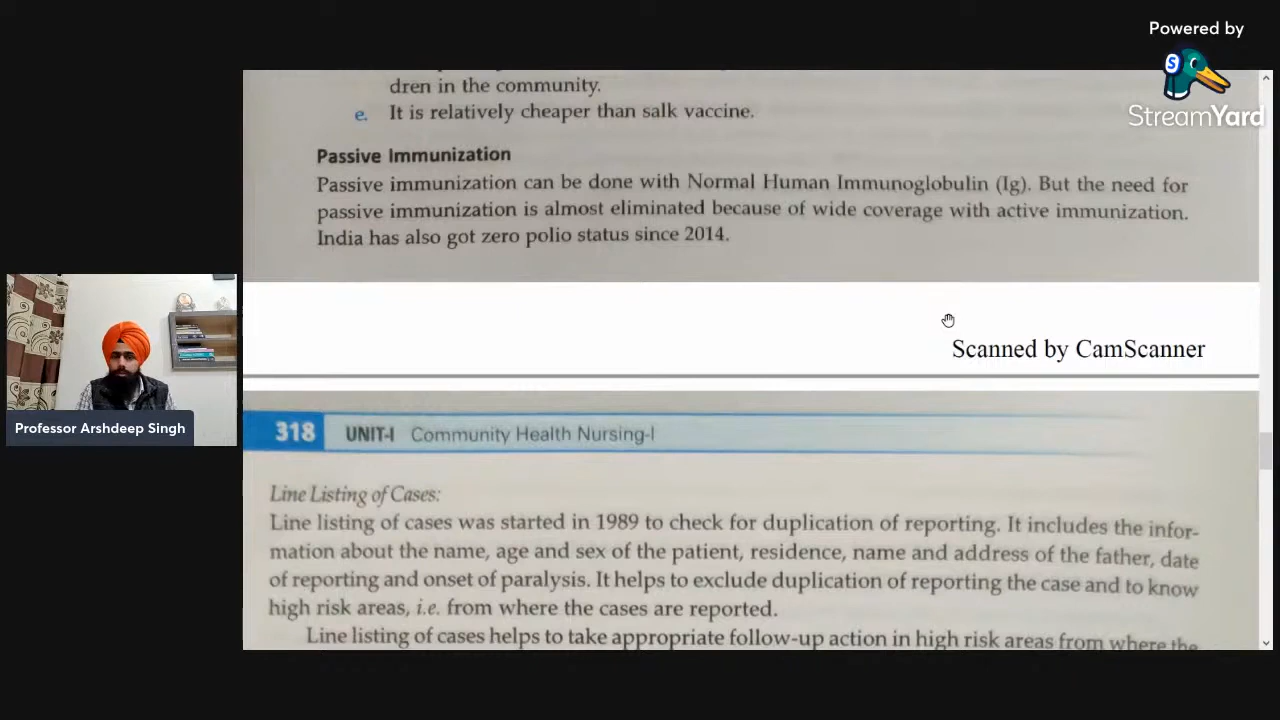 Powered by
StreamYard
dren in the community.
e. It is relatively cheaper than salk vaccine.
Passive Immunization
Passive immunization can be done with Normal Human Immunoglobulin (Ig). But the need for
passive immunization is almost eliminated because of wide coverage with active immunization.
India has also got zero polio status since 2014.
Scanned by CamScanner
Professor Arshdeep Singh
318 UNIT-I Community Health Nursing-I
Line Listing of Cases:
Line listing of cases was started in 1989 to check for duplication of reporting. It includes the infor-
mation about the name, age and sex of the patient, residence, name and address of the father, date
of reporting and onset of paralysis. It helps to exclude duplication of reporting the case and to know
high risk areas, i.e. from where the cases are reported.
Line listing of cases helps to take appropriate follow-up action in high risk areas from where the